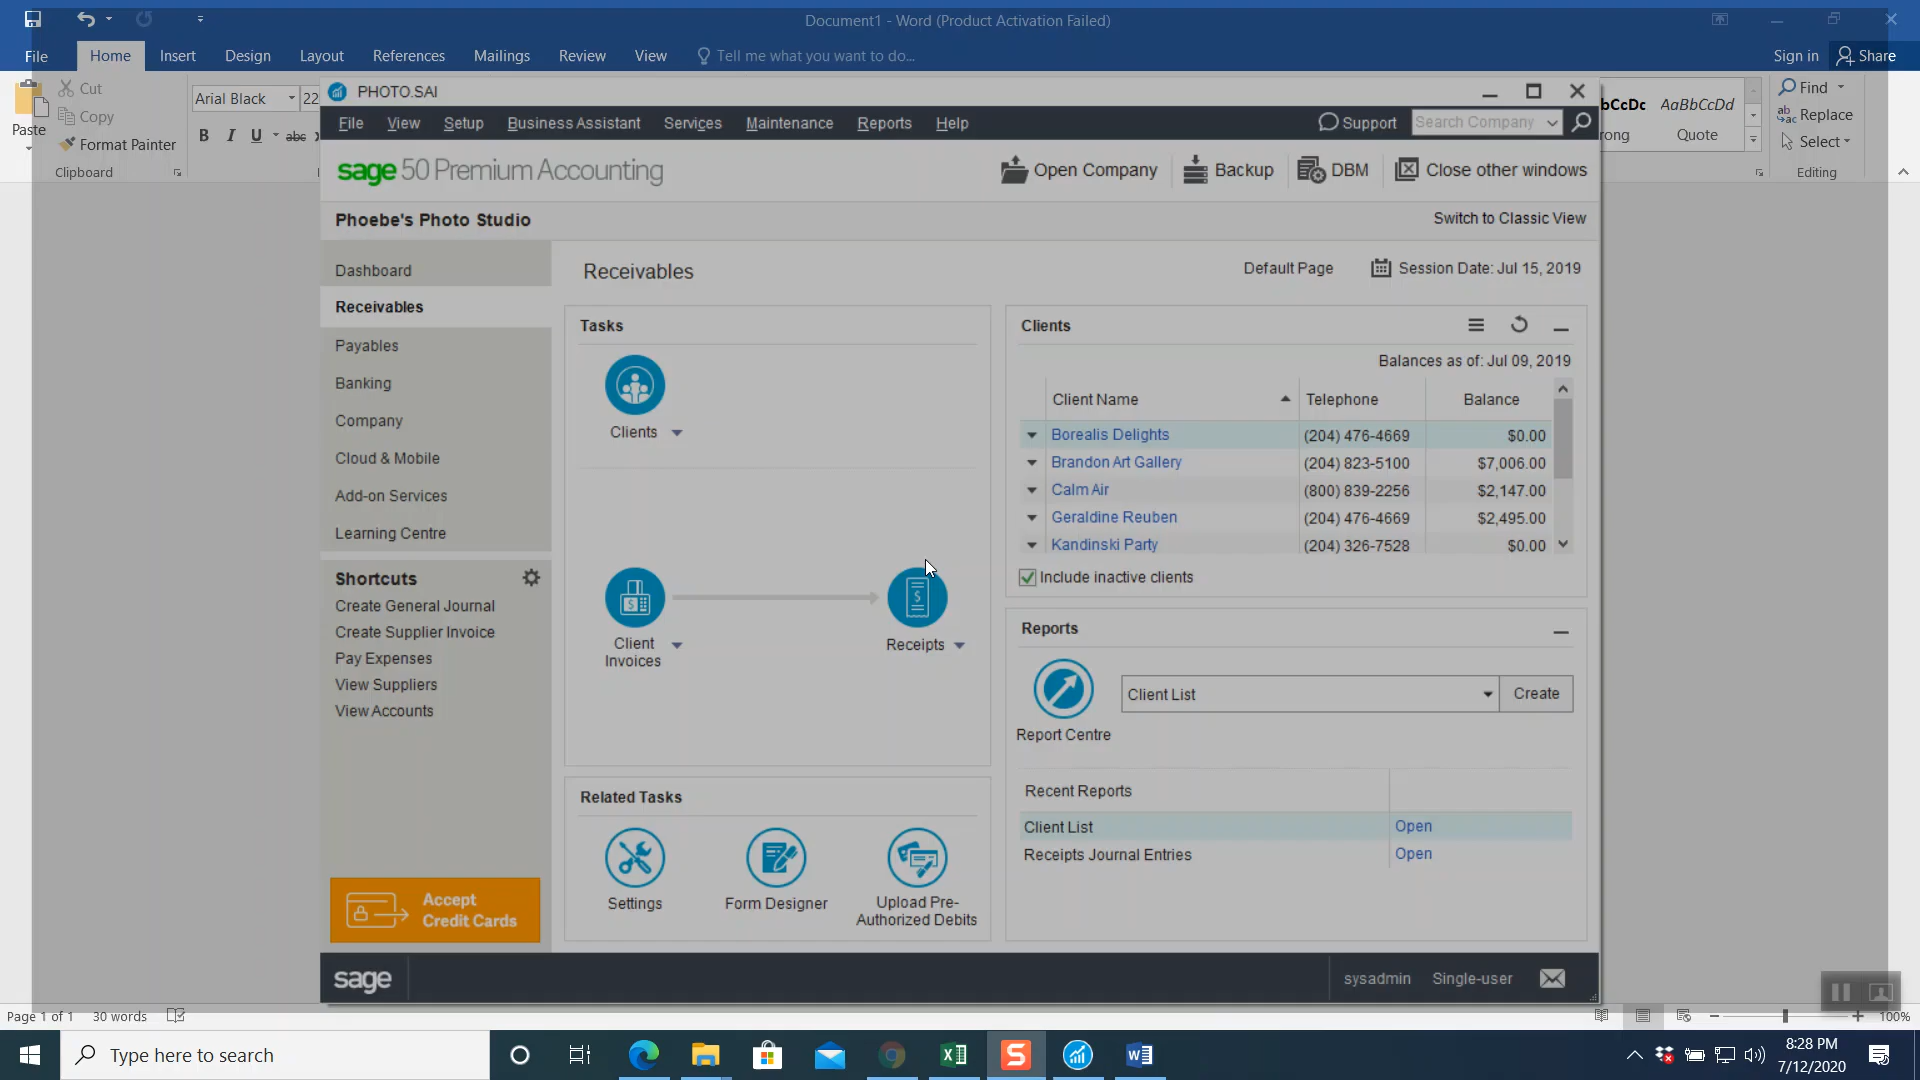 Document1 - Word (Product Activation Failed)
File Home Insert Design Layout References Mailings Review View Tell me what you want to do... Sign in Share
Paste Cut Copy Format Painter
Clipboard
Arial Black 22
B I U abc
AaBbCcDd
Quote
Find
Replace
Select
Editing
PHOTO.SAI
File View Setup Business Assistant Services Maintenance Reports Help Support Search Company
sage 50 Premium Accounting Open Company Backup DBM Close other windows
Phoebe's Photo Studio Switch to Classic View
Dashboard
Receivables
Payables
Banking
Company
Cloud & Mobile
Add-on Services
Learning Centre
Shortcuts
Create General Journal
Create Supplier Invoice
Pay Expenses
View Suppliers
View Accounts
Accept
Credit Cards
Receivables Default Page Session Date: Jul 15, 2019
Tasks
Clients
Client
Invoices
Receipts
Related Tasks
Settings
Form Designer
Upload Pre-
Authorized Debits
Clients
Balances as of: Jul 09, 2019
Client Name Telephone Balance
Borealis Delights (204) 476-4669 $0.00
Brandon Art Gallery (204) 823-5100 $7,006.00
Calm Air (800) 839-2256 $2,147.00
Geraldine Reuben (204) 476-4669 $2,495.00
Kandinski Party (204) 326-7528 $0.00
Include inactive clients
Reports
Report Centre
Client List Create
Recent Reports
Client List Open
Receipts Journal Entries Open
sage sysadmin Single-user
Page 1 of 1 30 words 100%
Type here to search
8:28 PM
7/12/2020